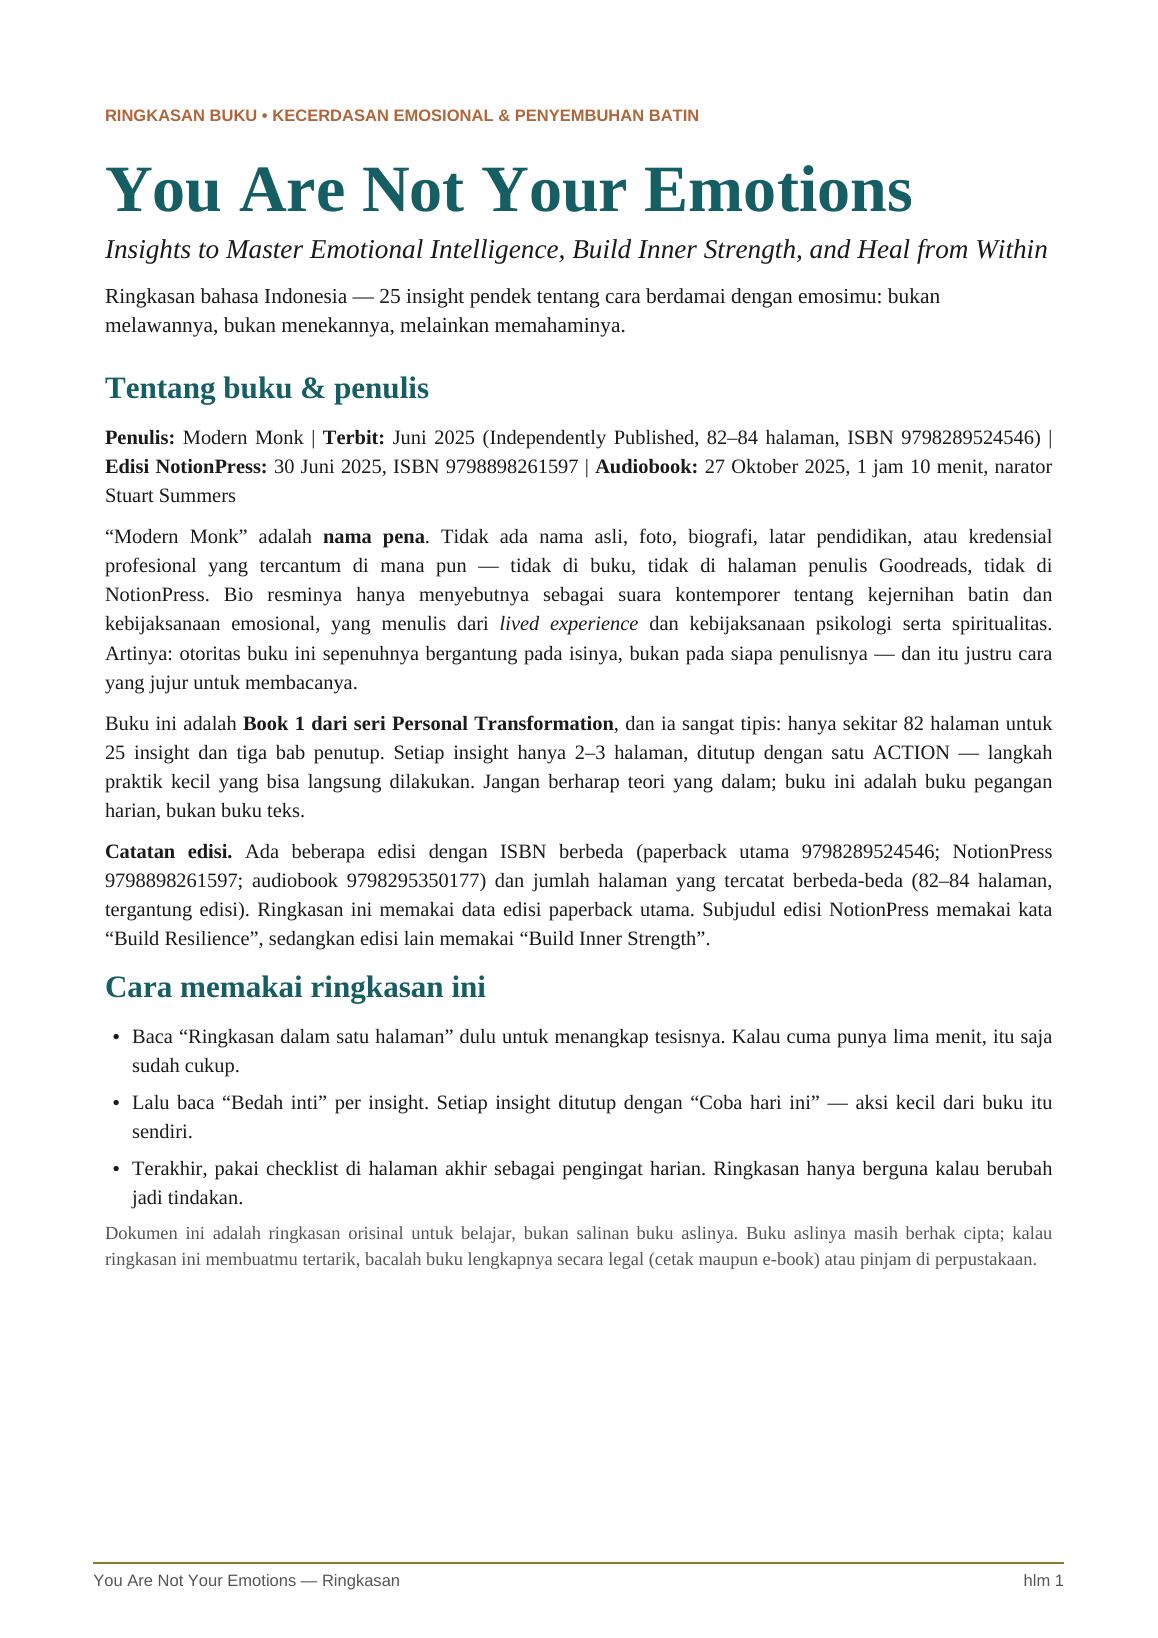 RINGKASAN BUKU • KECERDASAN EMOSIONAL & PENYEMBUHAN BATIN
You Are Not Your Emotions
Insights to Master Emotional Intelligence, Build Inner Strength, and Heal from Within
Ringkasan bahasa Indonesia — 25 insight pendek tentang cara berdamai dengan emosimu: bukan
melawannya, bukan menekannya, melainkan memahaminya.
Tentang buku & penulis
Penulis: Modern Monk | Terbit: Juni 2025 (Independently Published, 82–84 halaman, ISBN 9798289524546) |
Edisi NotionPress: 30 Juni 2025, ISBN 9798898261597 | Audiobook: 27 Oktober 2025, 1 jam 10 menit, narator
Stuart Summers
“Modern Monk” adalah nama pena. Tidak ada nama asli, foto, biografi, latar pendidikan, atau kredensial
profesional yang tercantum di mana pun — tidak di buku, tidak di halaman penulis Goodreads, tidak di
NotionPress. Bio resminya hanya menyebutnya sebagai suara kontemporer tentang kejernihan batin dan
kebijaksanaan emosional, yang menulis dari lived experience dan kebijaksanaan psikologi serta spiritualitas.
Artinya: otoritas buku ini sepenuhnya bergantung pada isinya, bukan pada siapa penulisnya — dan itu justru cara
yang jujur untuk membacanya.
Buku ini adalah Book 1 dari seri Personal Transformation, dan ia sangat tipis: hanya sekitar 82 halaman untuk
25 insight dan tiga bab penutup. Setiap insight hanya 2–3 halaman, ditutup dengan satu ACTION — langkah
praktik kecil yang bisa langsung dilakukan. Jangan berharap teori yang dalam; buku ini adalah buku pegangan
harian, bukan buku teks.
Catatan edisi. Ada beberapa edisi dengan ISBN berbeda (paperback utama 9798289524546; NotionPress
9798898261597; audiobook 9798295350177) dan jumlah halaman yang tercatat berbeda-beda (82–84 halaman,
tergantung edisi). Ringkasan ini memakai data edisi paperback utama. Subjudul edisi NotionPress memakai kata
“Build Resilience”, sedangkan edisi lain memakai “Build Inner Strength”.
Cara memakai ringkasan ini
• Baca “Ringkasan dalam satu halaman” dulu untuk menangkap tesisnya. Kalau cuma punya lima menit, itu saja
sudah cukup.
• Lalu baca “Bedah inti” per insight. Setiap insight ditutup dengan “Coba hari ini” — aksi kecil dari buku itu
sendiri.
• Terakhir, pakai checklist di halaman akhir sebagai pengingat harian. Ringkasan hanya berguna kalau berubah
jadi tindakan.
Dokumen ini adalah ringkasan orisinal untuk belajar, bukan salinan buku aslinya. Buku aslinya masih berhak cipta; kalau
ringkasan ini membuatmu tertarik, bacalah buku lengkapnya secara legal (cetak maupun e-book) atau pinjam di perpustakaan.
You Are Not Your Emotions — Ringkasan
hlm 1